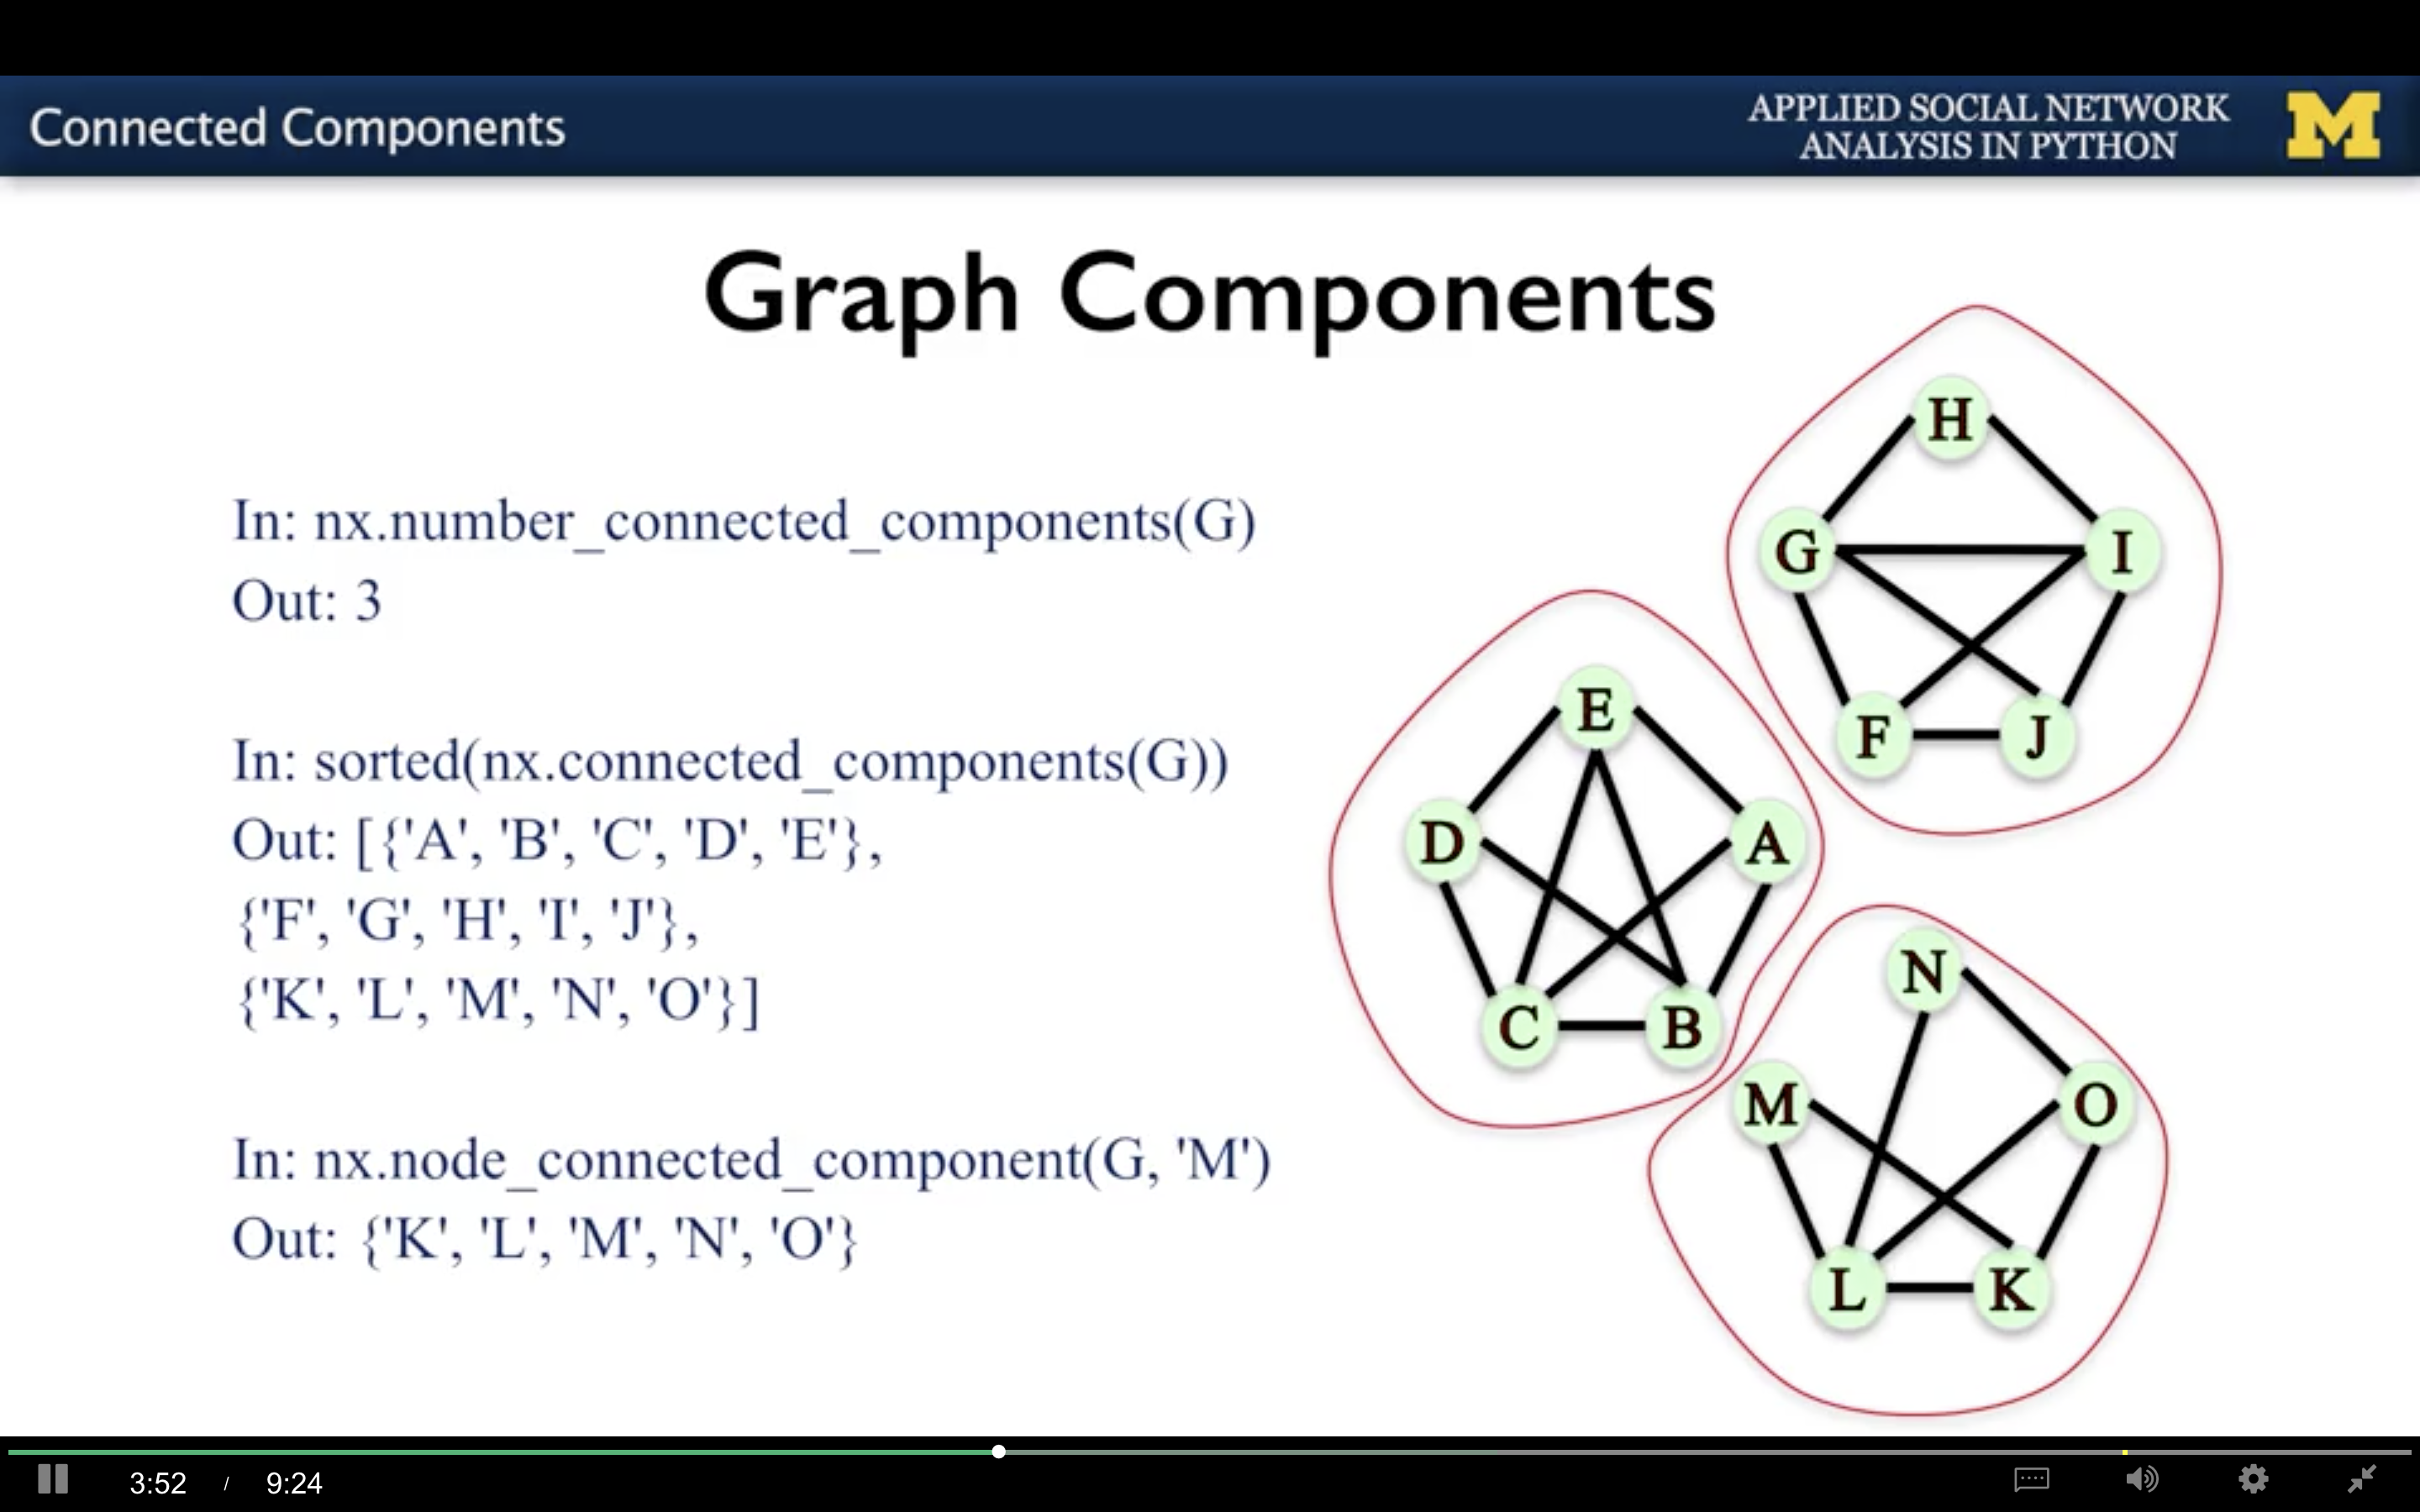 Connected Components
APPLIED SOCIAL NETWORK
ANALYSIS IN PYTHON
M
Graph Components
In: nx.number_connected_components(G)
Out: 3
In: sorted(nx.connected_components(G))
Out: [{'A', 'B', 'C', 'D', 'E'},
{'F', 'G', 'H', 'I', 'J'},
{'K', 'L', 'M', 'N', 'O'}]
In: nx.node_connected_component(G, 'M')
Out: {'K', 'L', 'M', 'N', 'O'}
H
G
I
F
J
E
D
A
C
B
N
M
O
L
K
3:52 / 9:24